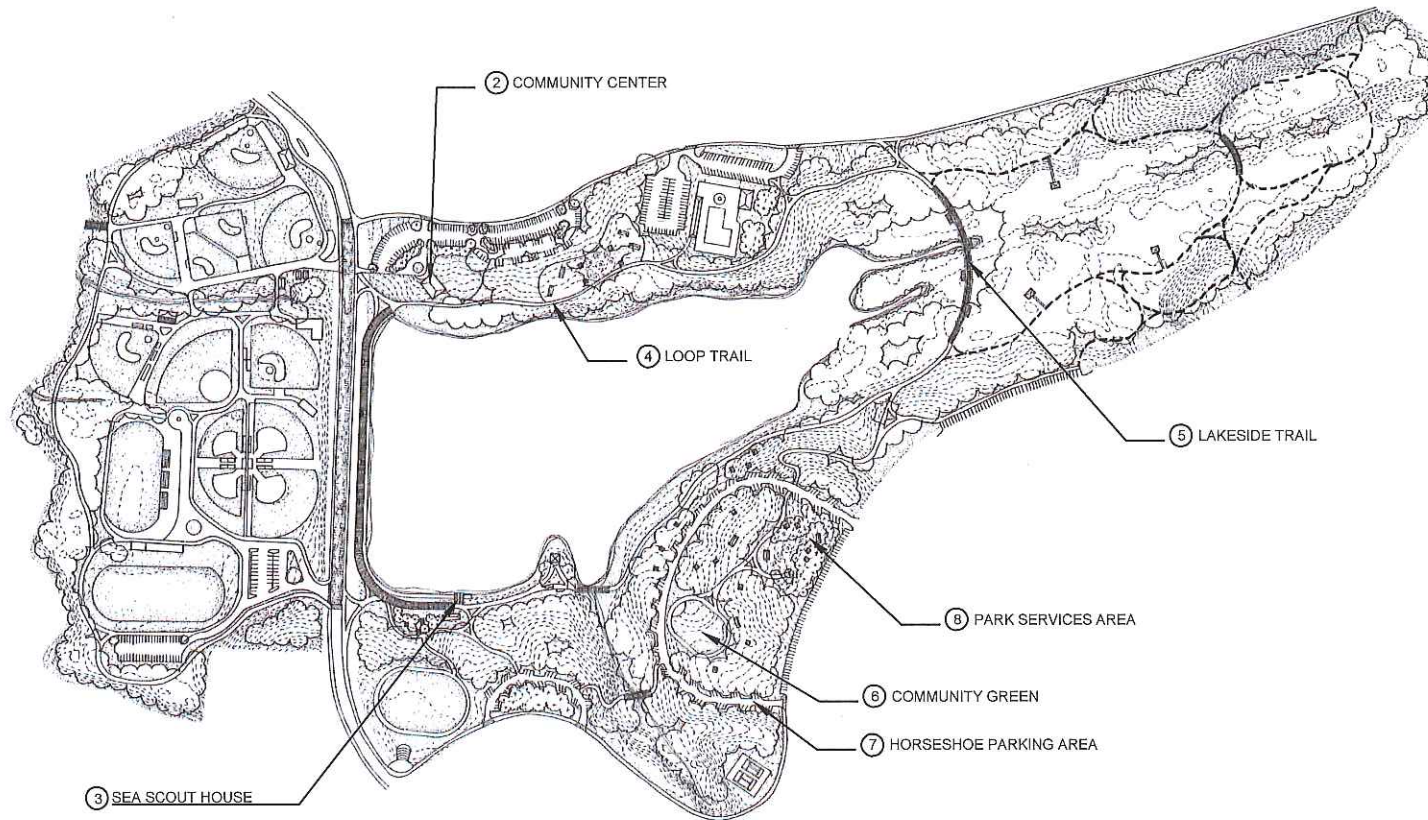 ② COMMUNITY CENTER
④ LOOP TRAIL
⑤ LAKESIDE TRAIL
⑧ PARK SERVICES AREA
⑥ COMMUNITY GREEN
⑦ HORSESHOE PARKING AREA
③ SEA SCOUT HOUSE